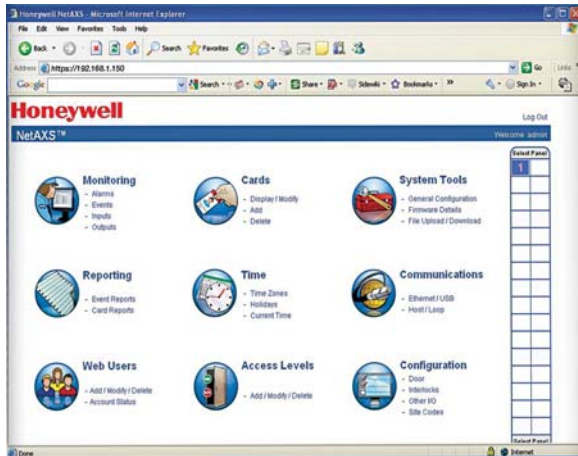 Honeywell NetAXS - Microsoft Internet Explorer
File Edit View Favorites Tools Help
Back Search Favorites
Address https://192.168.1.150 Go Links
Google Search Share Sidewiki Bookmarks Sign In
Honeywell
Log Out
NetAXS™ Welcome admin
Select Panel
1
Monitoring
- Alarms
- Events
- Inputs
- Outputs
Cards
- Display / Modify
- Add
- Delete
System Tools
- General Configuration
- Firmware Details
- File Upload / Download
Reporting
- Event Reports
- Card Reports
Time
- Time Zones
- Holidays
- Current Time
Communications
- Ethernet / USB
- Host / Loop
Web Users
- Add / Modify / Delete
- Account Status
Access Levels
- Add / Modify / Delete
Configuration
- Door
- Interlocks
- Other I/O
- Site Codes
Select Panel
Done Internet